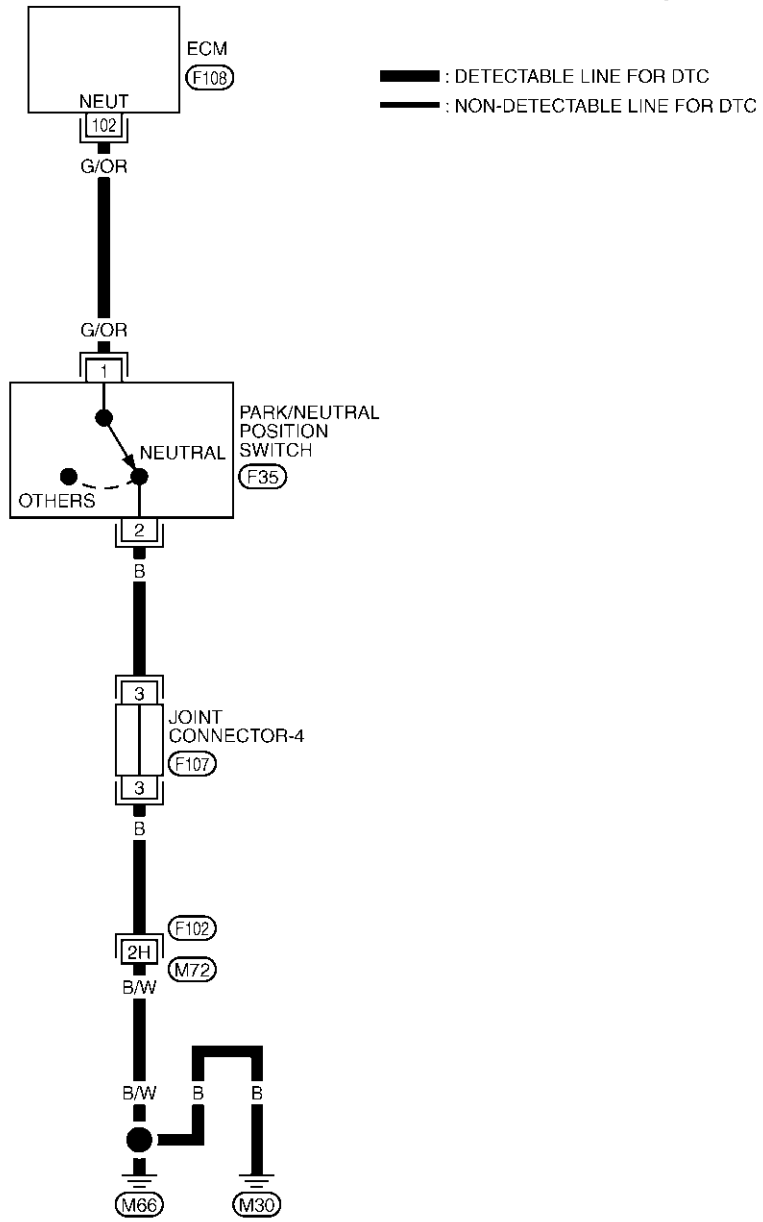 ECM
F108
NEUT
102
: DETECTABLE LINE FOR DTC
: NON-DETECTABLE LINE FOR DTC
G/OR
G/OR
1
PARK/NEUTRAL
POSITION
SWITCH
F35
NEUTRAL
OTHERS
2
B
3
JOINT
CONNECTOR-4
F107
3
B
F102
2H
M72
B/W
B/W
B
B
M66
M30